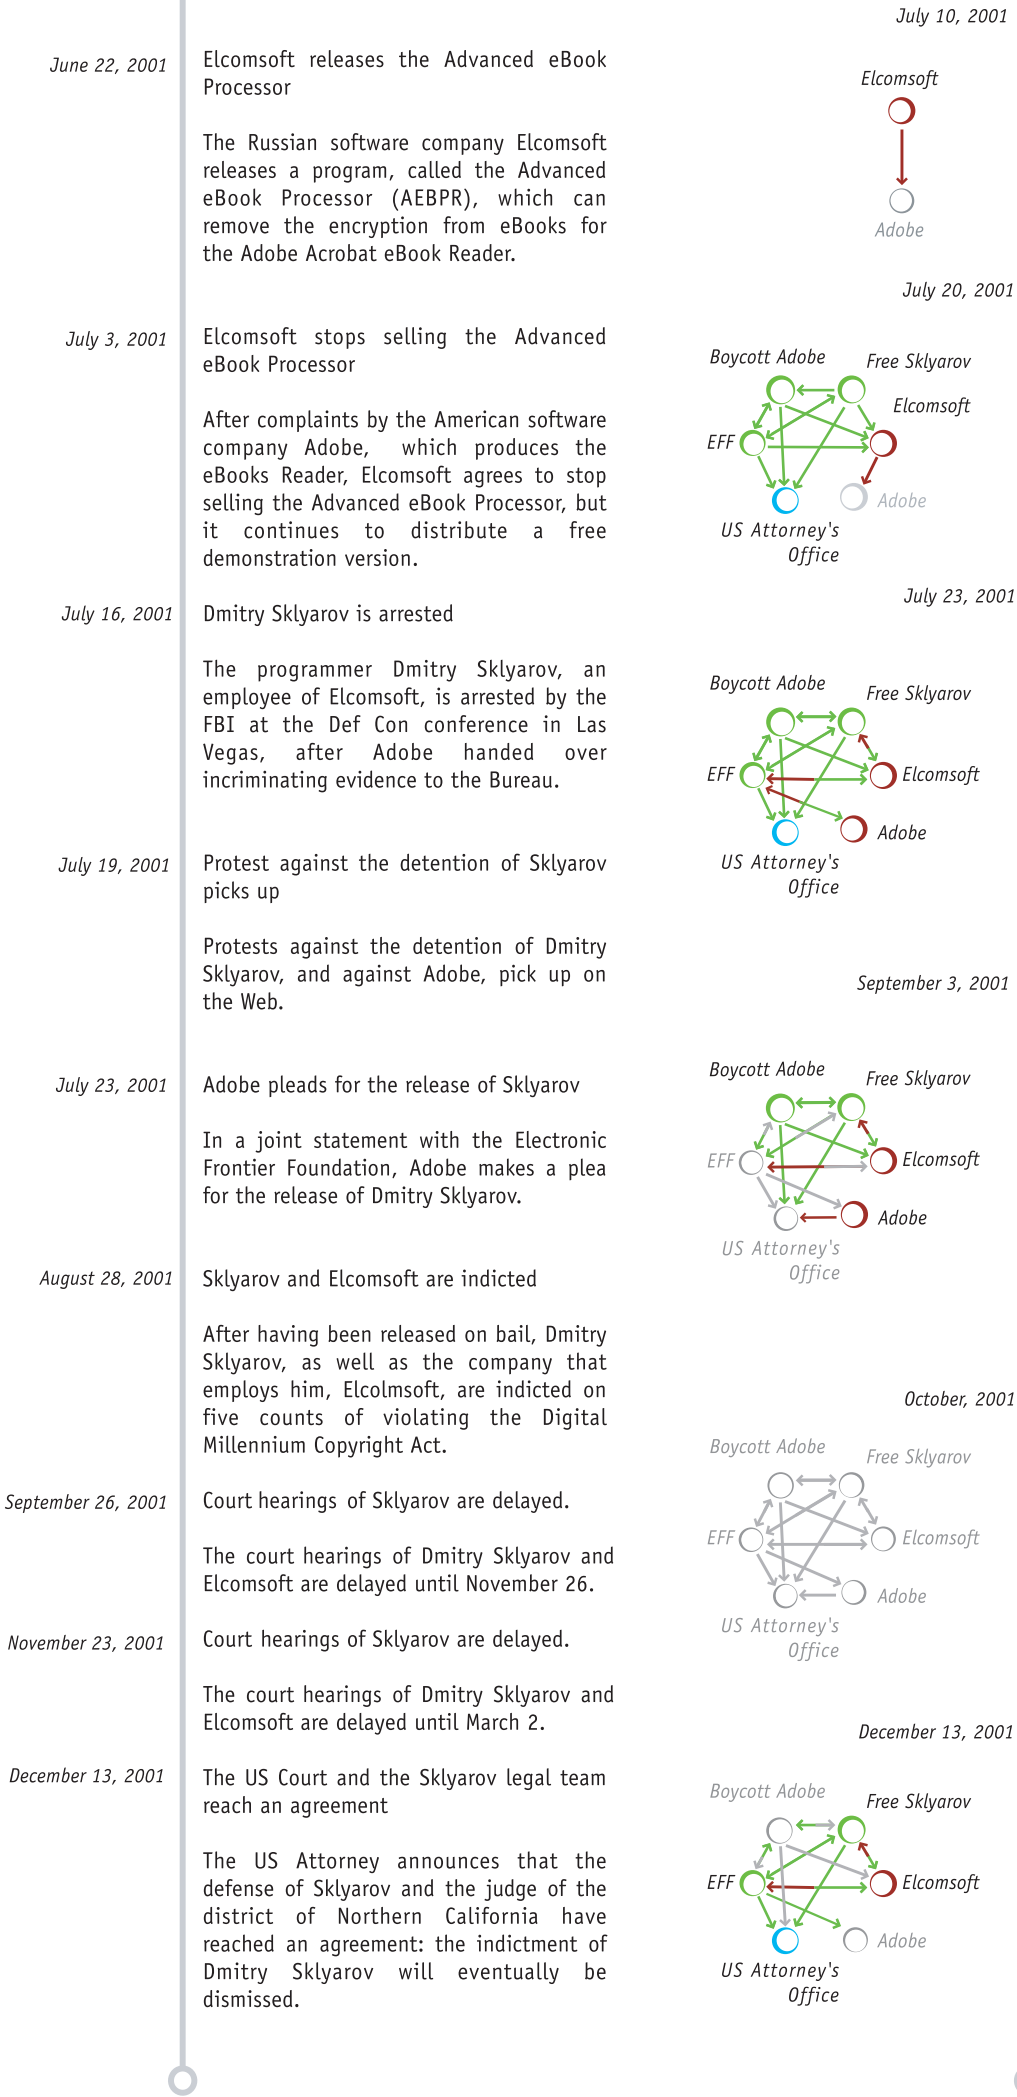 June 22, 2001
Elcomsoft releases the Advanced eBook
Processor
The Russian software company Elcomsoft
releases a program, called the Advanced
eBook Processor (AEBPR), which can
remove the encryption from eBooks for
the Adobe Acrobat eBook Reader.
July 3, 2001
Elcomsoft stops selling the Advanced
eBook Processor
After complaints by the American software
company Adobe, which produces the
eBooks Reader, Elcomsoft agrees to stop
selling the Advanced eBook Processor, but
it continues to distribute a free
demonstration version.
July 16, 2001
Dmitry Sklyarov is arrested
The programmer Dmitry Sklyarov, an
employee of Elcomsoft, is arrested by the
FBI at the Def Con conference in Las
Vegas, after Adobe handed over
incriminating evidence to the Bureau.
July 19, 2001
Protest against the detention of Sklyarov
picks up
Protests against the detention of Dmitry
Sklyarov, and against Adobe, pick up on
the Web.
July 23, 2001
Adobe pleads for the release of Sklyarov
In a joint statement with the Electronic
Frontier Foundation, Adobe makes a plea
for the release of Dmitry Sklyarov.
August 28, 2001
Sklyarov and Elcomsoft are indicted
After having been released on bail, Dmitry
Sklyarov, as well as the company that
employs him, Elcolmsoft, are indicted on
five counts of violating the Digital
Millennium Copyright Act.
September 26, 2001
Court hearings of Sklyarov are delayed.
The court hearings of Dmitry Sklyarov and
Elcomsoft are delayed until November 26.
November 23, 2001
Court hearings of Sklyarov are delayed.
The court hearings of Dmitry Sklyarov and
Elcomsoft are delayed until March 2.
December 13, 2001
The US Court and the Sklyarov legal team
reach an agreement
The US Attorney announces that the
defense of Sklyarov and the judge of the
district of Northern California have
reached an agreement: the indictment of
Dmitry Sklyarov will eventually be
dismissed.
July 10, 2001
Elcomsoft
Adobe
July 20, 2001
Boycott Adobe
Free Sklyarov
Elcomsoft
EFF
Adobe
US Attorney's
Office
July 23, 2001
Boycott Adobe
Free Sklyarov
EFF
Elcomsoft
Adobe
US Attorney's
Office
September 3, 2001
Boycott Adobe
Free Sklyarov
EFF
Elcomsoft
Adobe
US Attorney's
Office
October, 2001
Boycott Adobe
Free Sklyarov
EFF
Elcomsoft
Adobe
US Attorney's
Office
December 13, 2001
Boycott Adobe
Free Sklyarov
EFF
Elcomsoft
Adobe
US Attorney's
Office